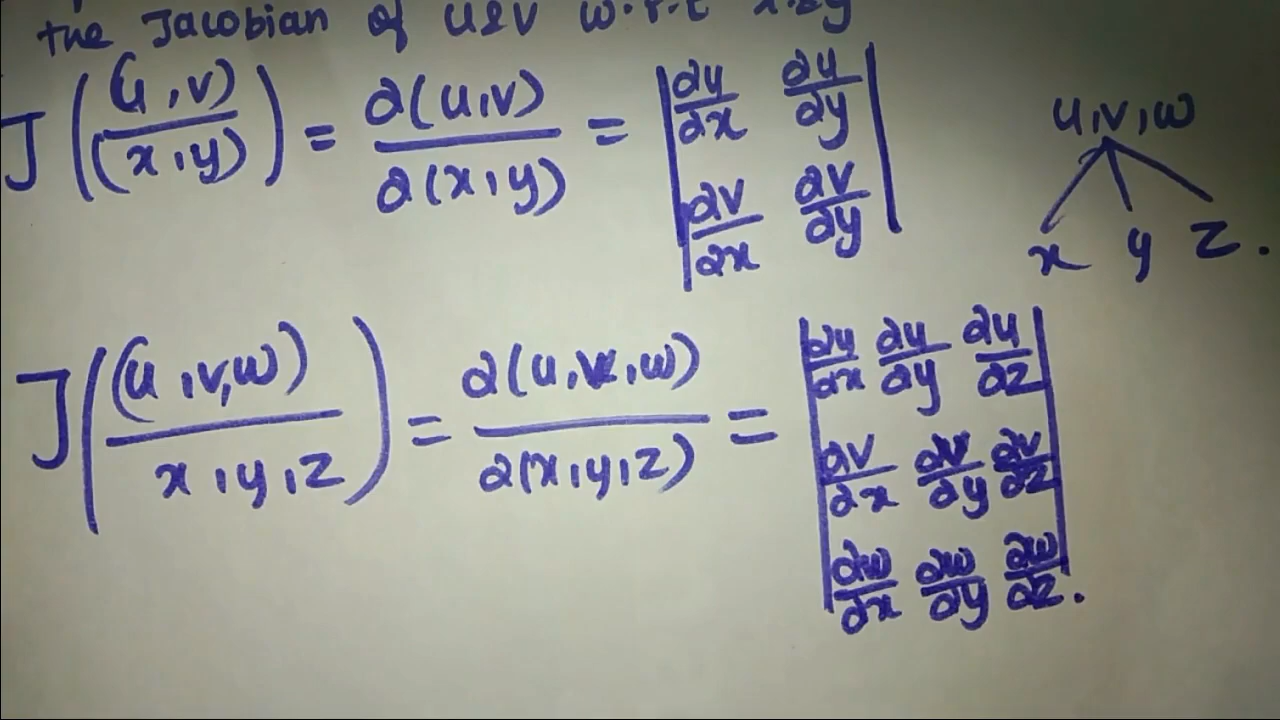 the Jacobian of u&v w.r.t x & y
J((u,v)/(x,y)) = ∂(u,v)/∂(x,y) = |∂u/∂x ∂u/∂y|
|∂v/∂x ∂v/∂y|
u,v,w
x y z.
J((u,v,w)/x,y,z) = ∂(u,v,w)/∂(x,y,z) = |∂u/∂x ∂u/∂y ∂u/∂z|
|∂v/∂x ∂v/∂y ∂v/∂z|
|∂w/∂x ∂w/∂y ∂w/∂z|.